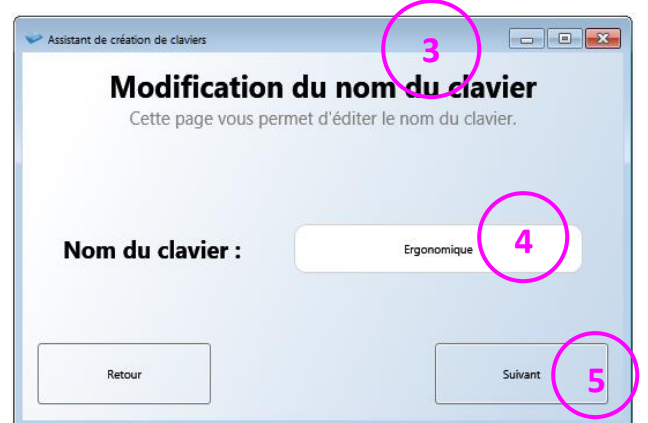 Assistant de création de claviers
3
Modification du nom du clavier
Cette page vous permet d'éditer le nom du clavier.
Nom du clavier :
Ergonomique
4
Retour
Suivant
5